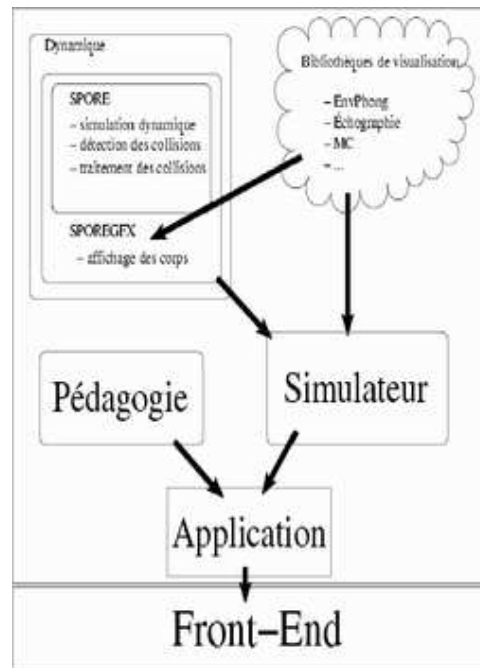 Dynamique
SPORE
– simulation dynamique
– détection des collisions
– traitement des collisions
SPOREGFX
– affichage des corps
Bibliothèques de visualisation
– EnvPhong
– Échographie
– MC
– ...
Pédagogie
Simulateur
Application
Front–End